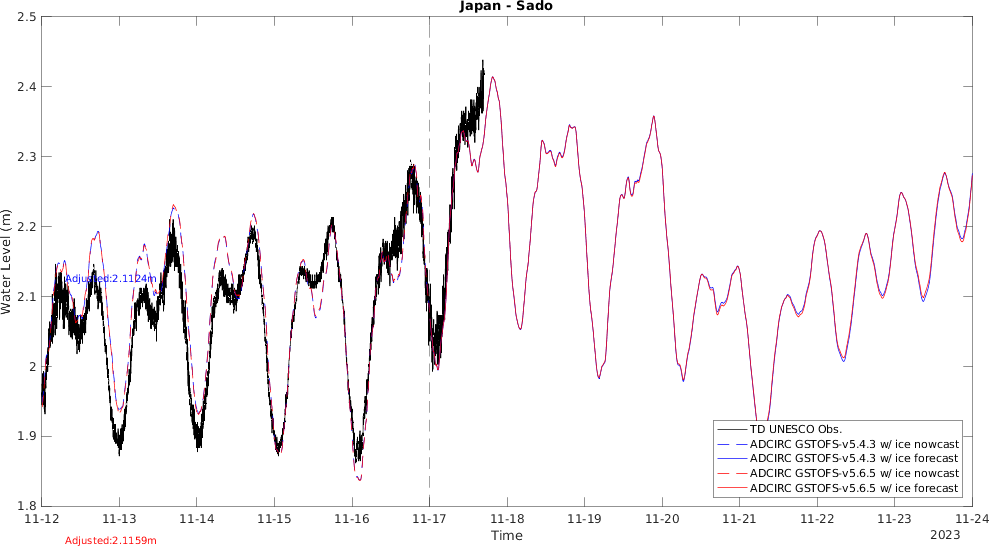 Japan - Sado
2.5
2.4
2.3
2.2
2.1
2
1.9
1.8
Water Level (m)
Adjusted:2.1124m
TD UNESCO Obs.
ADCIRC GSTOFS-v5.4.3 w/ ice nowcast
ADCIRC GSTOFS-v5.4.3 w/ ice forecast
ADCIRC GSTOFS-v5.6.5 w/ ice nowcast
ADCIRC GSTOFS-v5.6.5 w/ ice forecast
11-12 11-13 11-14 11-15 11-16 11-17 11-18 11-19 11-20 11-21 11-22 11-23 11-24
Time
2023
Adjusted:2.1159m